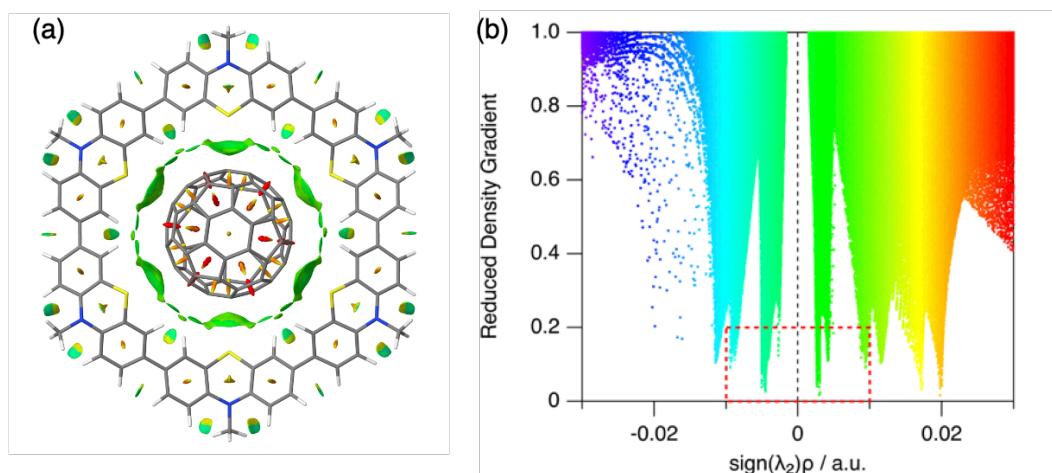 (a)
(b)
1.0
0.8
0.6
0.4
0.2
0
Reduced Density Gradient
-0.02
0
0.02
sign(λ₂)ρ / a.u.